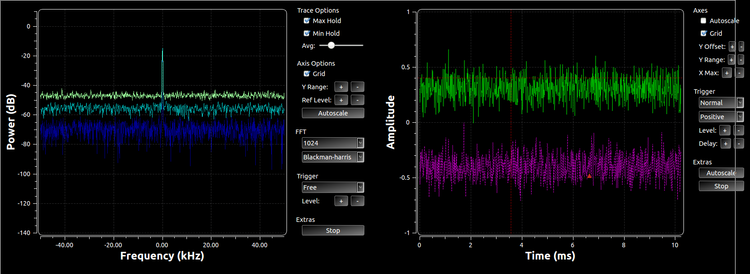 0
-20
-40
-60
-80
-100
-120
-140
Power (dB)
-40.00
-20.00
0.00
20.00
40.00
Frequency (kHz)
Trace Options
Max Hold
Min Hold
Avg:
Axis Options
Grid
Y Range: + -
Ref Level: + -
Autoscale
FFT
1024
Blackman-harris
Trigger
Free
Level: + -
Extras
Stop
1
0.5
0
-0.5
-1
Amplitude
0
2
4
6
8
10
Time (ms)
Axes
Autoscale
Grid
Y Offset: + -
Y Range: + -
X Max: + -
Trigger
Normal
Positive
Level: + -
Delay: + -
Extras
Autoscale
Stop